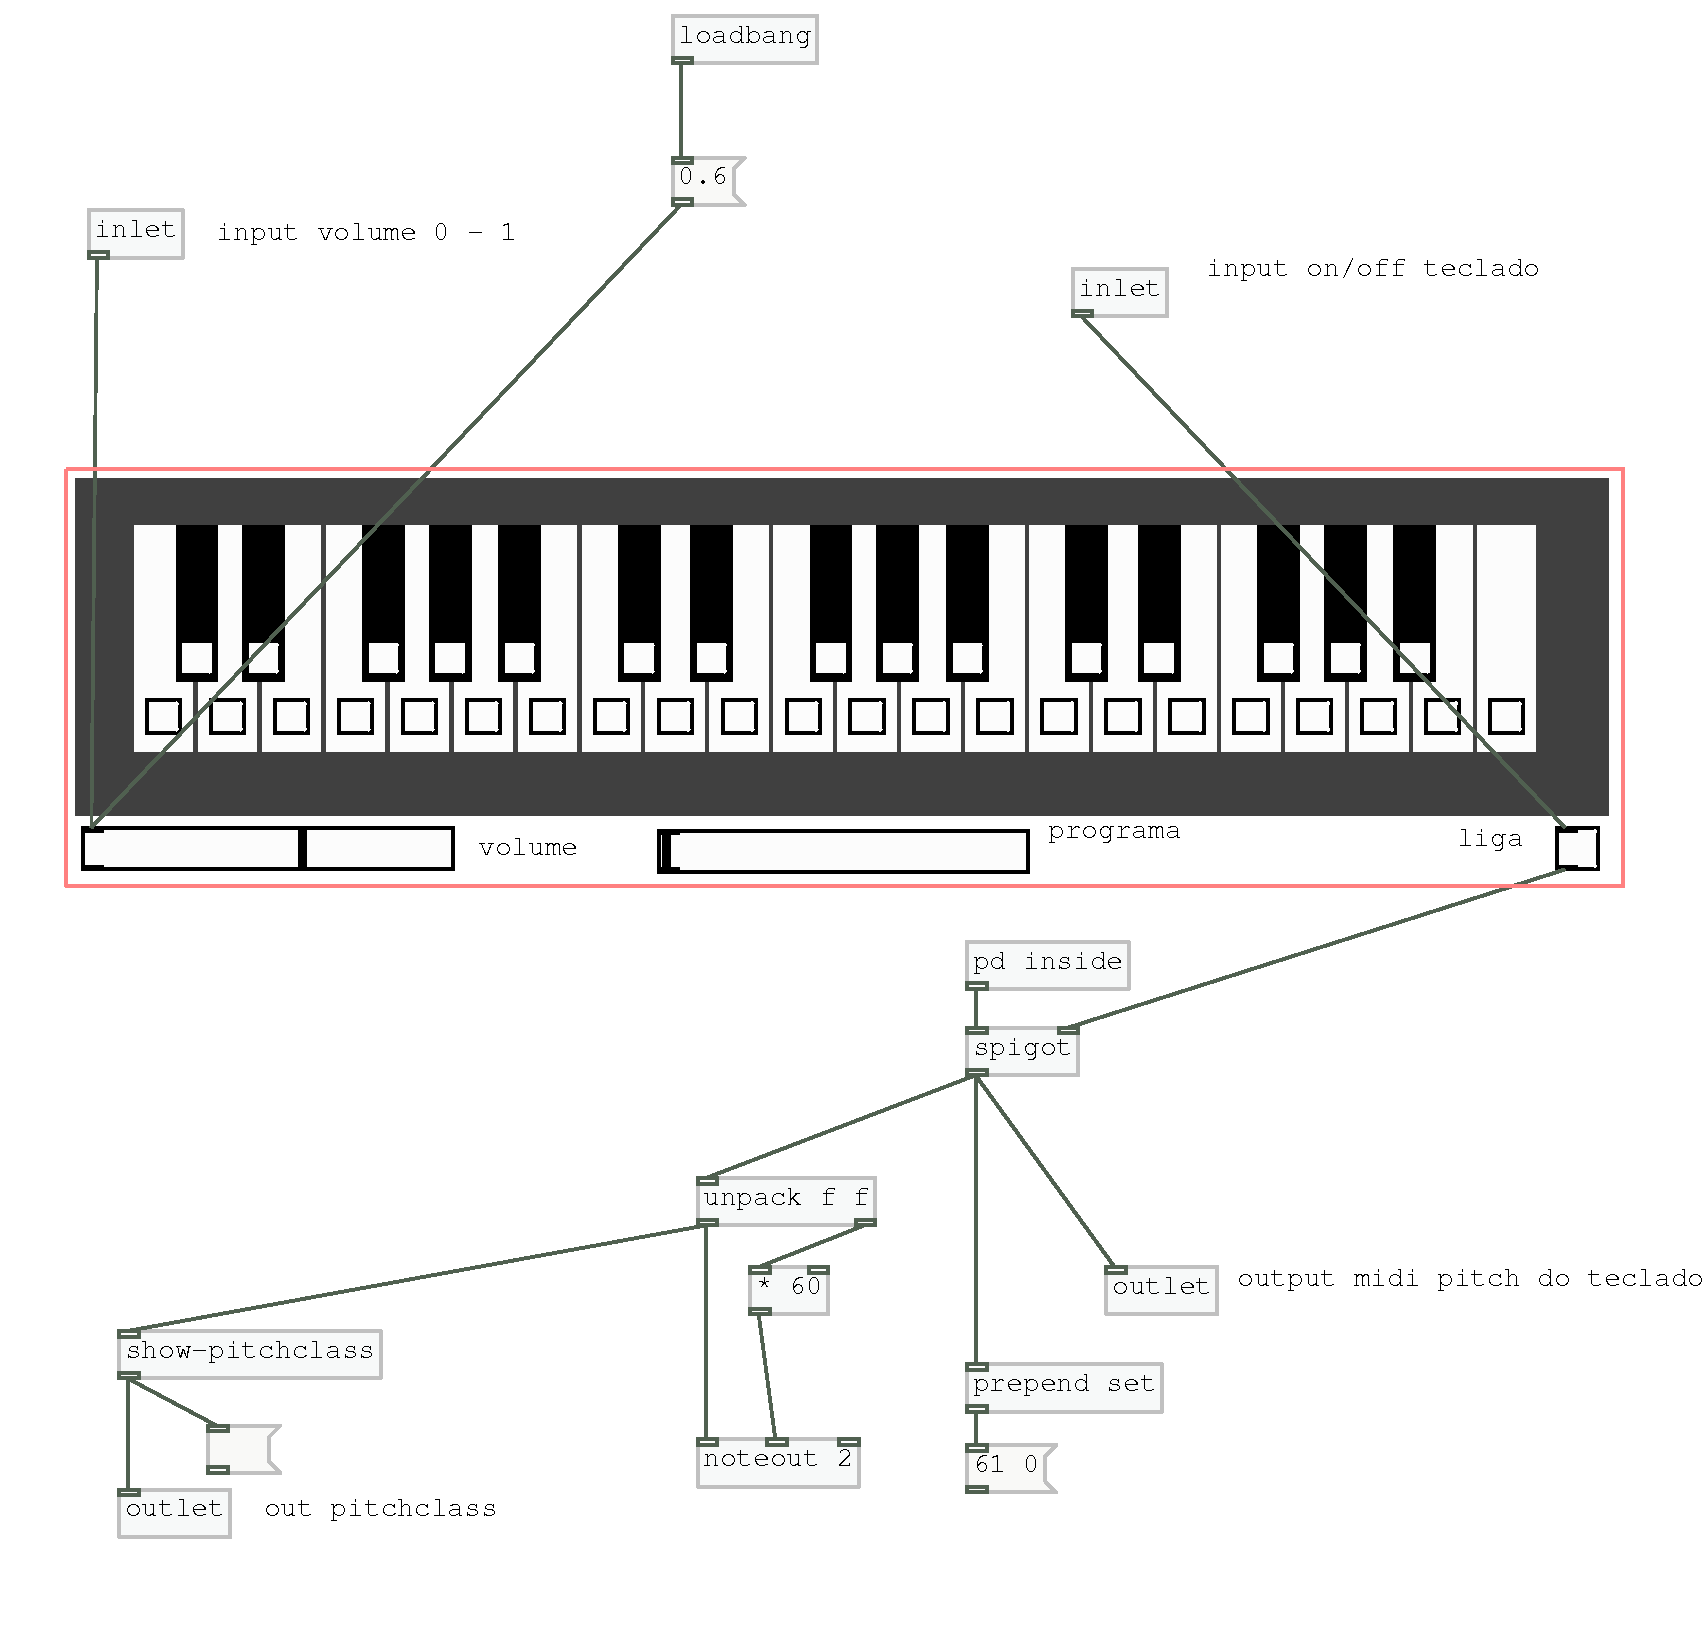 loadbang
0.6
inlet
input volume 0 - 1
input on/off teclado
inlet
volume
programa
liga
pd inside
spigot
unpack f f
* 60
outlet
output midi pitch do teclado
show-pitchclass
prepend set
noteout 2
61 0
outlet
out pitchclass